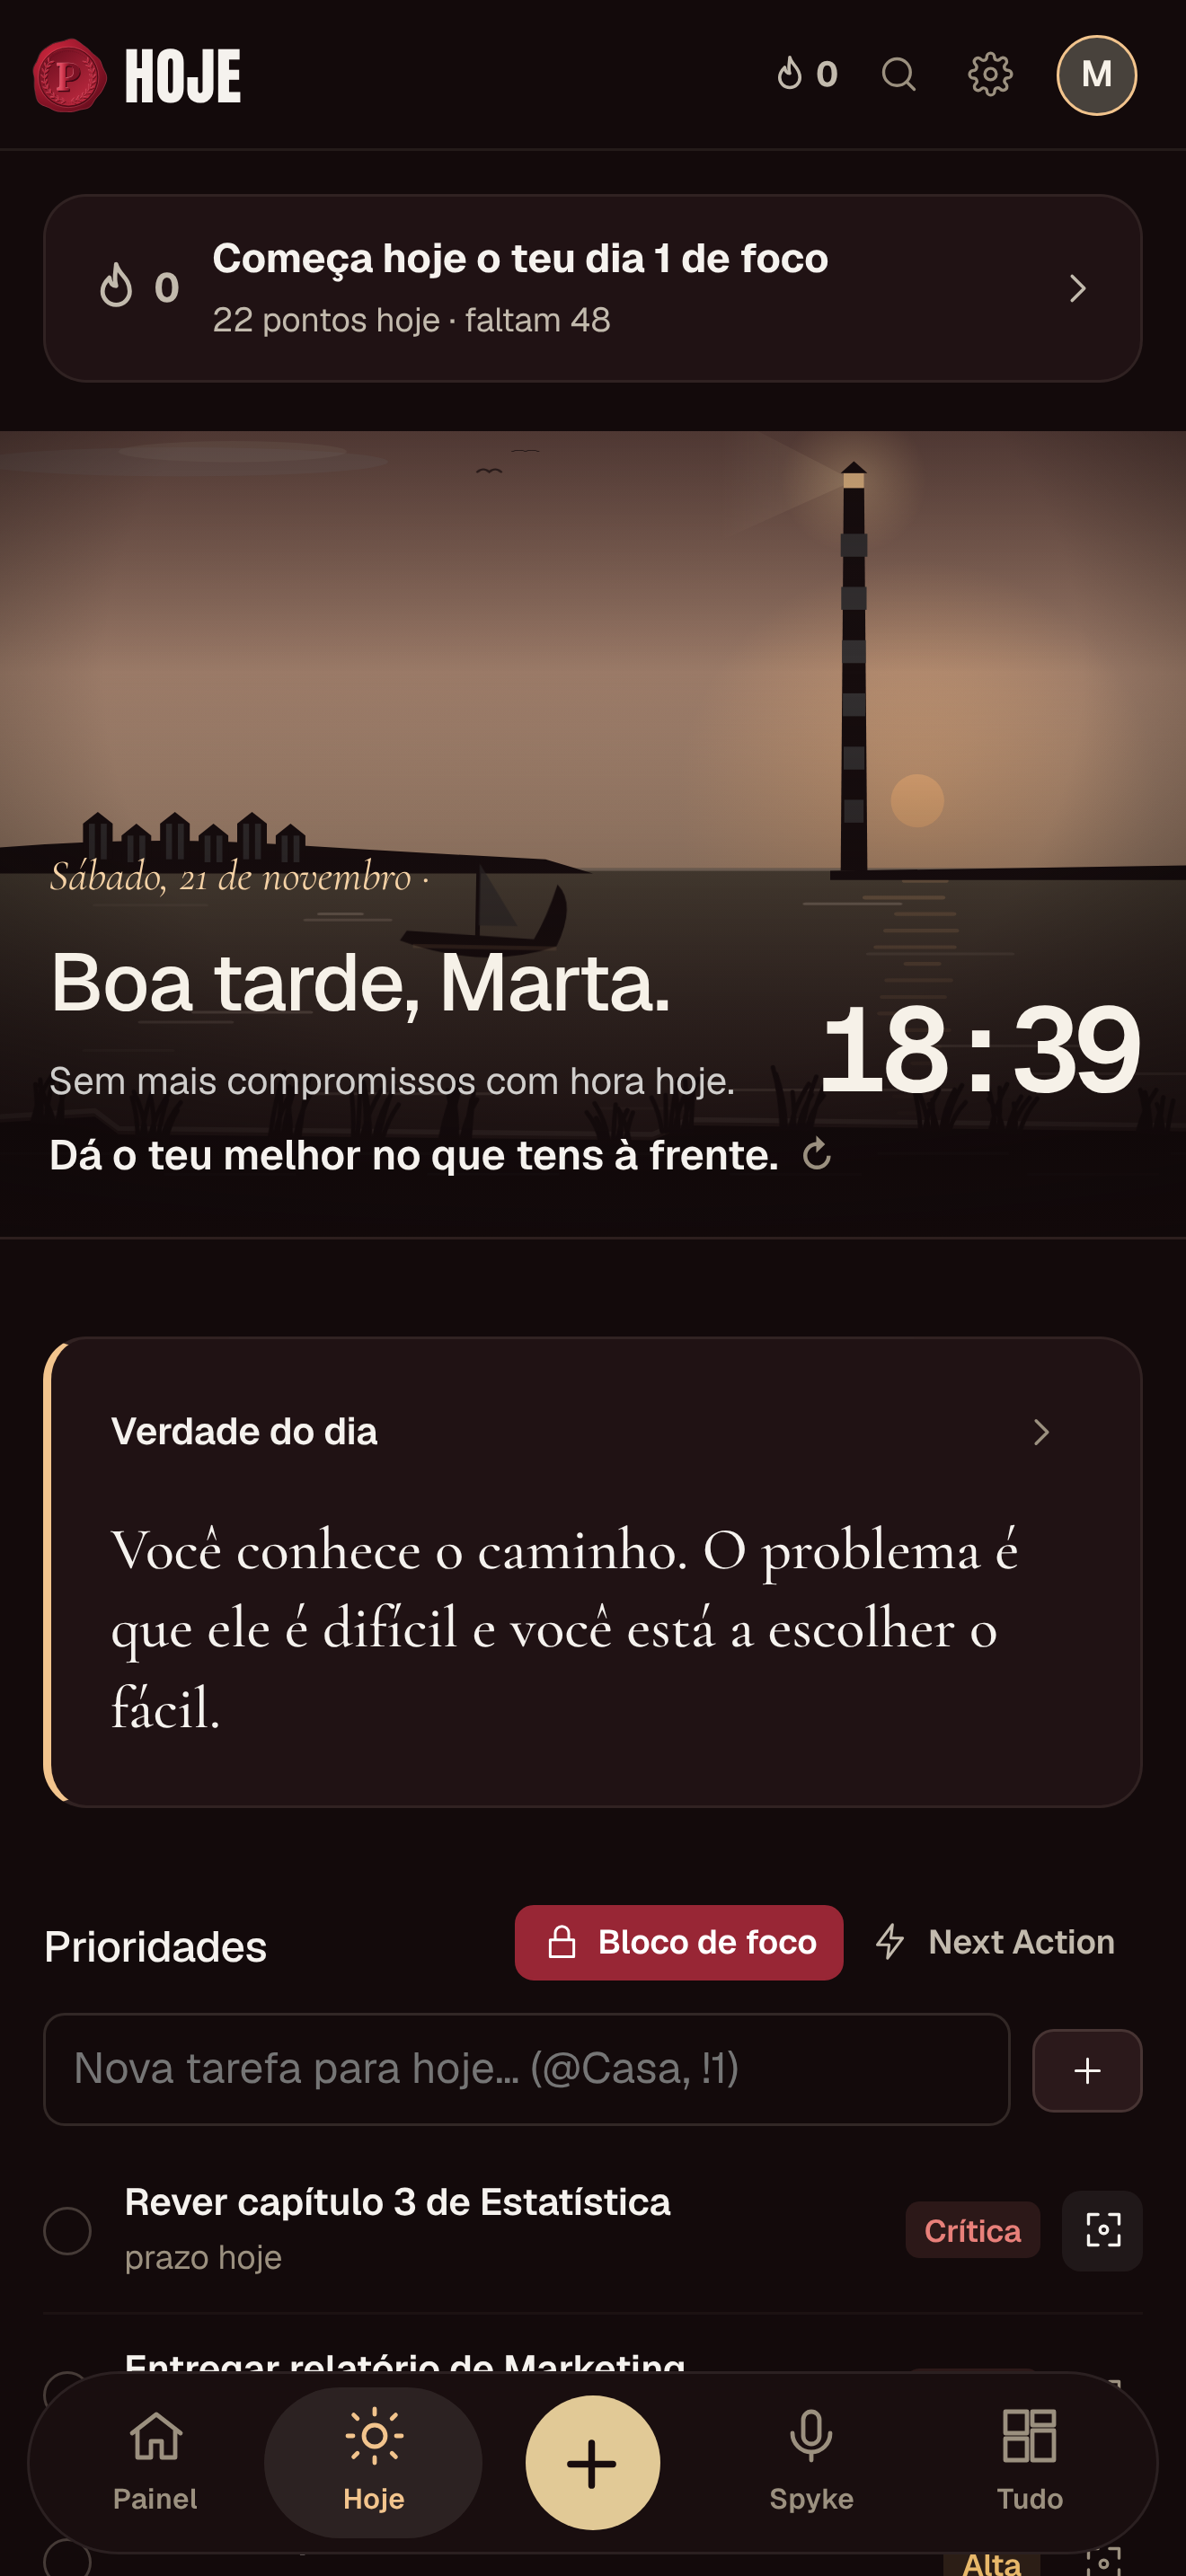 P HOJE 0 M
0 Começa hoje o teu dia 1 de foco
22 pontos hoje · faltam 48
Sábado, 21 de novembro ·
Boa tarde, Marta.
18:39
Sem mais compromissos com hora hoje.
Dá o teu melhor no que tens à frente.
Verdade do dia
Você conhece o caminho. O problema é
que ele é difícil e você está a escolher o
fácil.
Prioridades Bloco de foco Next Action
Nova tarefa para hoje... (@Casa, !1)
Rever capítulo 3 de Estatística
Crítica
prazo hoje
Entregar relatório de Marketing
Painel Hoje Spyke Tudo
Alta